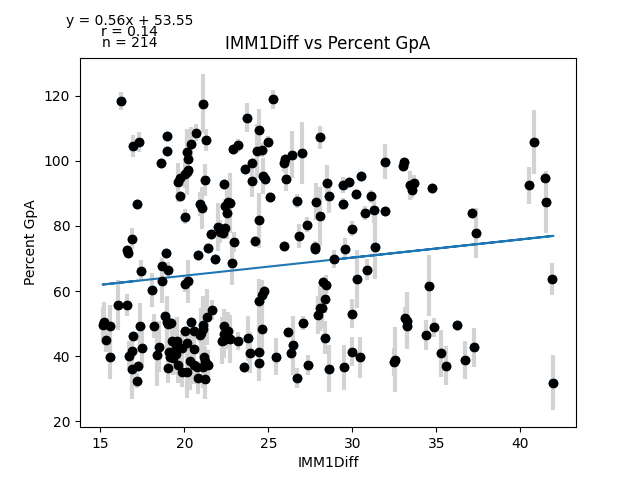 y = 0.56x + 53.55
r = 0.14
n = 214
IMM1Diff vs Percent GpA
120
100
80
60
40
20
Percent GpA
15 20 25 30 35 40
IMM1Diff